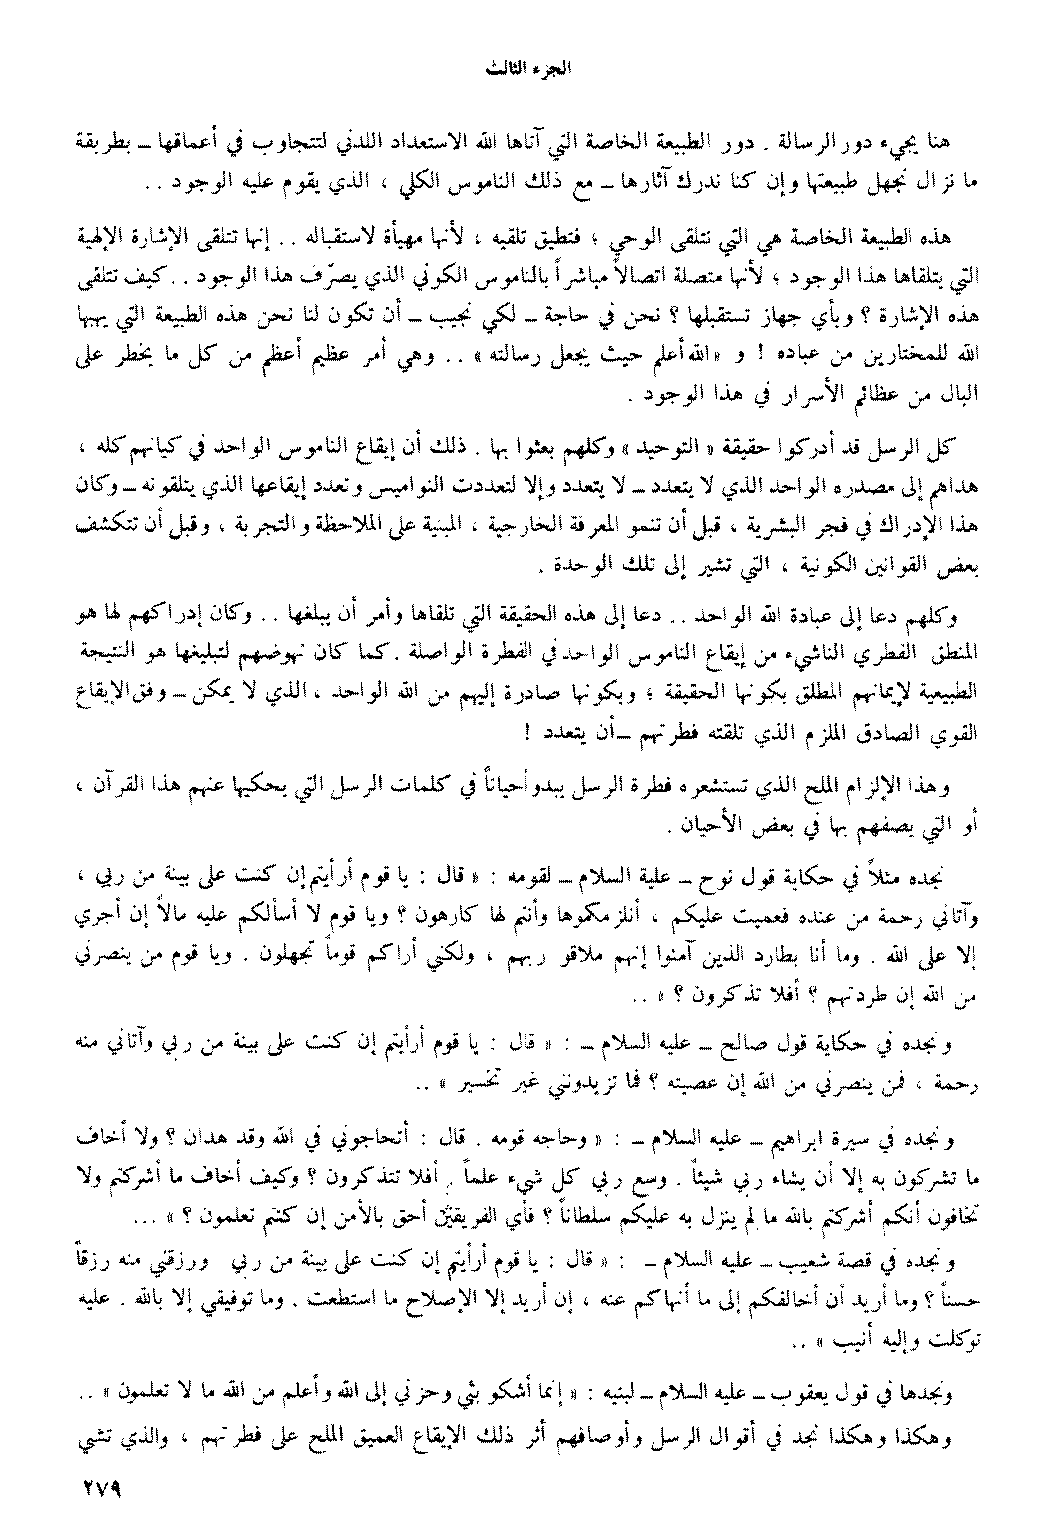 الجزء الثالث
هنا يجيء دور الرسالة . دور الطبيعة الخاصة التي آتاها الله الاستعداد اللدني لتتجاوب في أعماقها ــ بطريقة
ما نزال نجهل طبيعتها وإن كنا ندرك آثارها ــ مع ذلك الناموس الكلي ، الذي يقوم عليه الوجود . .
هذه الطبيعة الخاصة هي التي نتلقى الوحي ؛ فتطيق تلقيه ، لأنها مهيأة لاستقباله . . إنها تتلقى الإشارة الإلهية
التي يتلقاها هذا الوجود ؛ لأنها متصلة اتصالاً مباشراً بالناموس الكوني الذي يصرّف هذا الوجود . . كيف تتلقى
هذه الإشارة ؟ وبأي جهاز تستقبلها ؟ نحن في حاجة ــ لكي نجيب ــ أن تكون لنا نحن هذه الطبيعة التي يهبها
الله للمختارين من عباده ! و « الله أعلم حيث يجعل رسالته » . . وهي أمر عظيم أعظم من كل ما يخطر على
البال من عظائم الأسرار في هذا الوجود .
كل الرسل قد أدركوا حقيقة « التوحيد » وكلهم بعثوا بها . ذلك أن إيقاع الناموس الواحد في كيانهم كله ،
هداهم إلى مصدره الواحد الذي لا يتعدد ــ لا يتعدد وإلا لتعددت النواميس وتعدد إيقاعها الذي يتلقونه ــ وكان
هذا الإدراك في فجر البشرية ، قبل أن تنمو المعرفة الخارجية ، المبنية على الملاحظة والتجربة ، وقبل أن تتكشف
بعض القوانين الكونية ، التي تشير إلى تلك الوحدة .
وكلهم دعا إلى عبادة الله الواحد . . دعا إلى هذه الحقيقة التي تلقاها وأمر أن يبلغها . . وكان إدراكهم لها هو
المنطق الفطري الناشيء من إيقاع الناموس الواحد في الفطرة الواصلة . كما كان نهوضهم لتبليغها هو النتيجة
الطبيعية لإيمانهم المطلق بكونها الحقيقة ؛ وبكونها صادرة إليهم من الله الواحد ، الذي لا يمكن ــ وفق الإيقاع
القوي الصادق الملزم الذي تلقته فطرتهم ــ أن يتعدد !
وهذا الإلزام الملح الذي تستشعره فطرة الرسل يبدو أحياناً في كلمات الرسل التي يحكيها عنهم هذا القرآن ،
أو التي يصفهم بها في بعض الأحيان .
نجده مثلاً في حكاية قول نوح ــ علية السلام ــ لقومه : « قال : يا قوم أرأيتم إن كنت على بينة من ربي ،
وآتاني رحمة من عنده فعميت عليكم ، أنلزمكموها وأنتم لها كارهون ؟ ويا قوم لا أسألكم عليه مالاً إن أجري
إلا على الله . وما أنا بطارد الذين آمنوا إنهم ملاقو ربهم ، ولكني أراكم قوماً تجهلون . ويا قوم من ينصرني
من الله إن طردتهم ؟ أفلا تذكرون ؟ » . .
ونجده في حكاية قول صالح ــ عليه السلام ــ : « قال : يا قوم أرأيتم إن كنت على بينة من ربي وآتاني منه
رحمة ، فمن ينصرني من الله إن عصيته ؟ فما تزيدونني غير تخسير » . .
ونجده في سيرة ابراهيم ــ عليه السلام ــ : « وحاجه قومه . قال : أتحاجوني في الله وقد هدان ؟ ولا أخاف
ما تشركون به إلا أن يشاء ربي شيئاً . وسع ربي كل شيء علماً . أفلا تتذكرون ؟ وكيف أخاف ما أشركتم ولا
تخافون أنكم أشركتم بالله ما لم ينزل به عليكم سلطاناً ؟ فأي الفريقين أحق بالأمن إن كنتم تعلمون ؟ » ...
ونجده في قصة شعيب ــ عليه السلام ــ : « قال : يا قوم أرأيتم إن كنت على بينة من ربي ورزقني منه رزقاً
حسناً ؟ وما أريد أن أخالفكم إلى ما أنهاكم عنه ، إن أريد إلا الإصلاح ما استطعت . وما توفيقي إلا بالله . عليه
توكلت وإليه أنيب » . .
ونجدها في قول يعقوب ــ عليه السلام ــ لبنيه : « إنما أشكو بثي وحزني إلى الله وأعلم من الله ما لا تعلمون » . .
وهكذا وهكذا نجد في أقوال الرسل وأوصافهم أثر ذلك الإيقاع العميق الملح على فطرتهم ، والذي تشي
٢٧٩